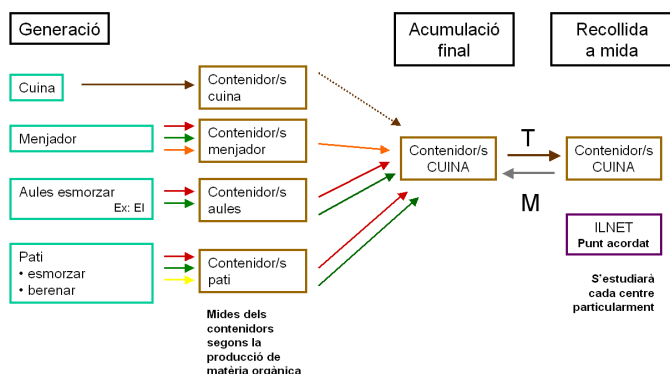 Generació
Acumulació
final
Recollida
a mida
Cuina
Contenidor/s
cuina
Menjador
Contenidor/s
menjador
Contenidor/s
CUINA
T
M
Contenidor/s
CUINA
Aules esmorzar
Ex: EI
Contenidor/s
aules
ILNET
Punt acordat
Pati
• esmorzar
• berenar
Contenidor/s
pati
S'estudiarà
cada centre
particularment
Mides dels
contenidors
segons la
producció de
matèria orgànica